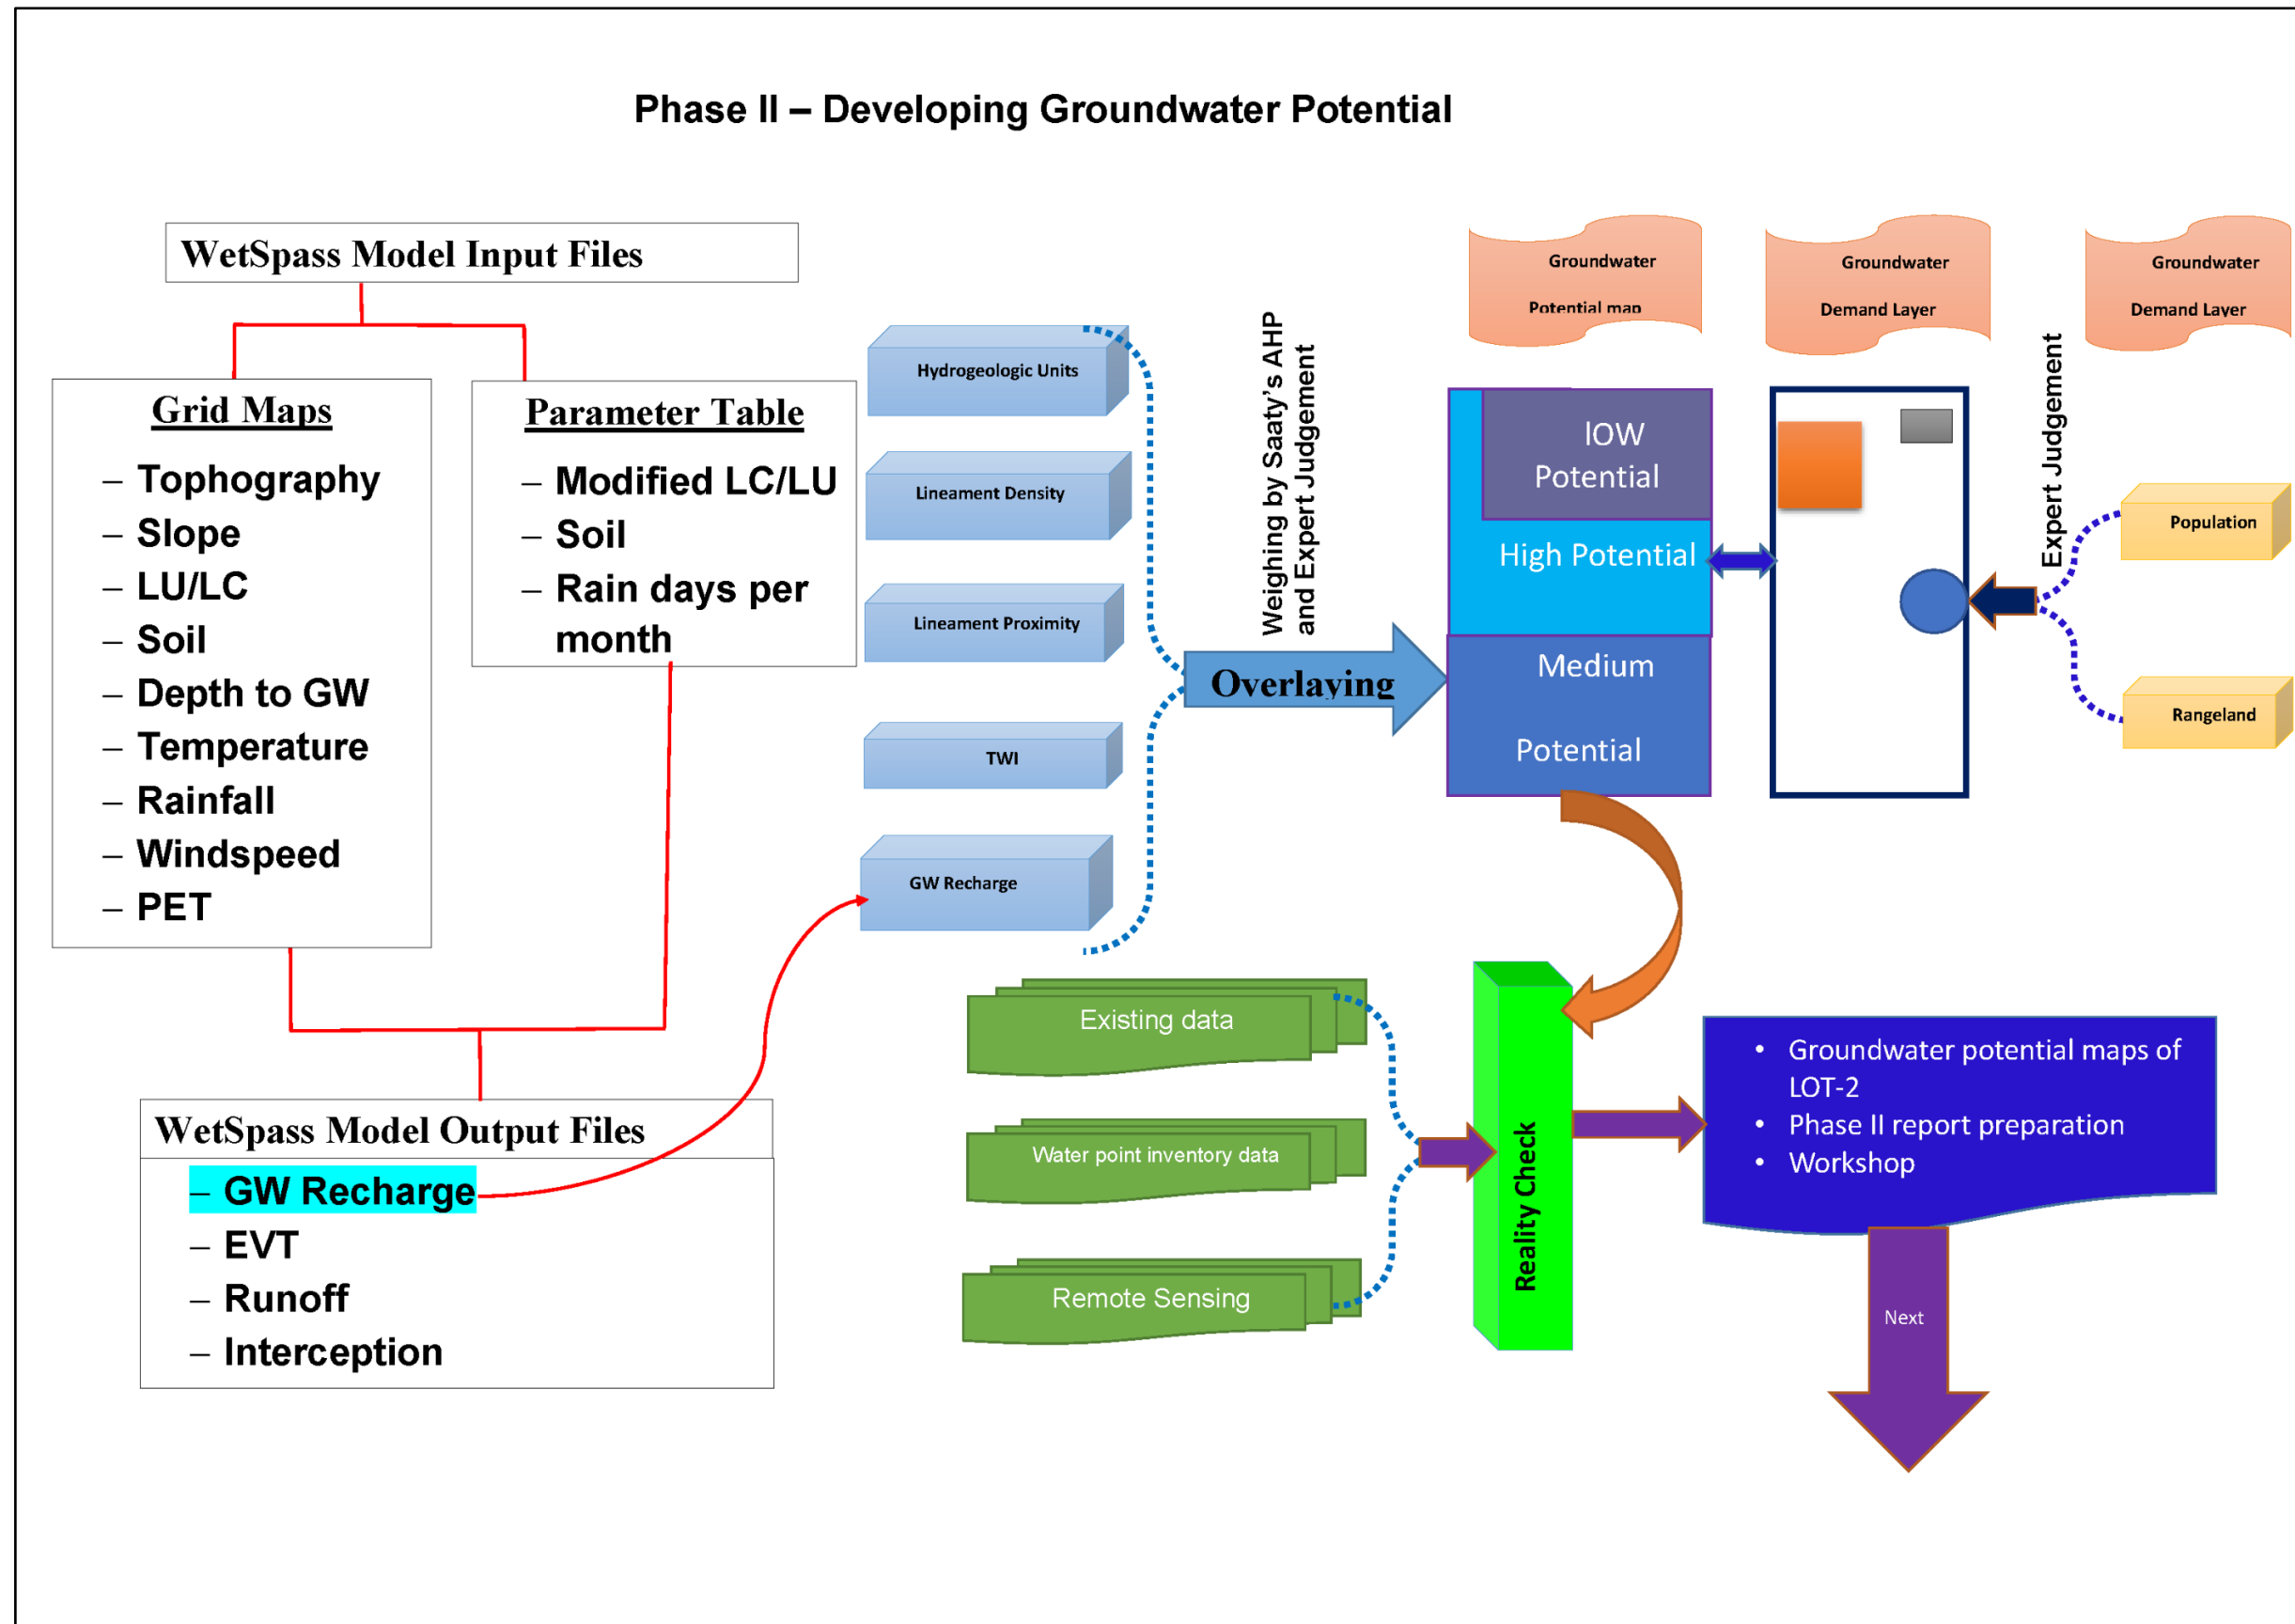 Phase II – Developing Groundwater Potential
WetSpass Model Input Files
Grid Maps
– Tophography
– Slope
– LU/LC
– Soil
– Depth to GW
– Temperature
– Rainfall
– Windspeed
– PET
Parameter Table
– Modified LC/LU
– Soil
– Rain days per
month
WetSpass Model Output Files
– GW Recharge
– EVT
– Runoff
– Interception
Hydrogeologic Units
Lineament Density
Lineament Proximity
TWI
GW Recharge
Weighing by Saaty's AHP
and Expert Judgement
Overlaying
Groundwater
Potential map
Groundwater
Demand Layer
Groundwater
Demand Layer
lOW
Potential
High Potential
Medium
Potential
Expert Judgement
Population
Rangeland
Existing data
Water point inventory data
Remote Sensing
Reality Check
• Groundwater potential maps of
LOT-2
• Phase II report preparation
• Workshop
Next